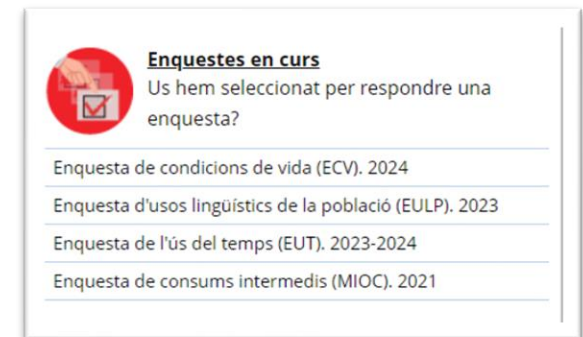 Enquestes en curs
Us hem seleccionat per respondre una
enquesta?
Enquesta de condicions de vida (ECV). 2024
Enquesta d'usos lingüístics de la població (EULP). 2023
Enquesta de l'ús del temps (EUT). 2023-2024
Enquesta de consums intermedis (MIOC). 2021